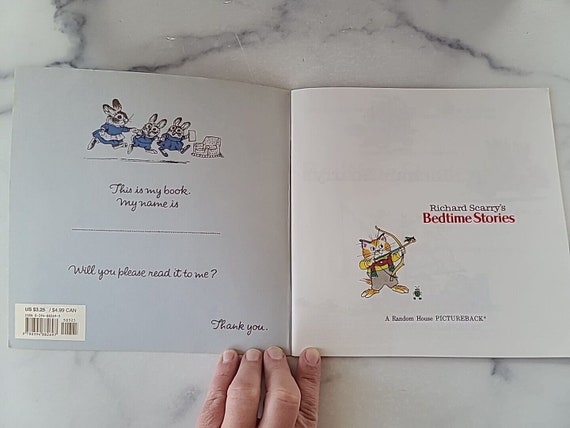 This is my book.
My name is
Will you please read it to me?
US $3.25 / $4.99 CAN
Thank you.
Richard Scarry's
Bedtime Stories
A Random House PICTUREBACK®